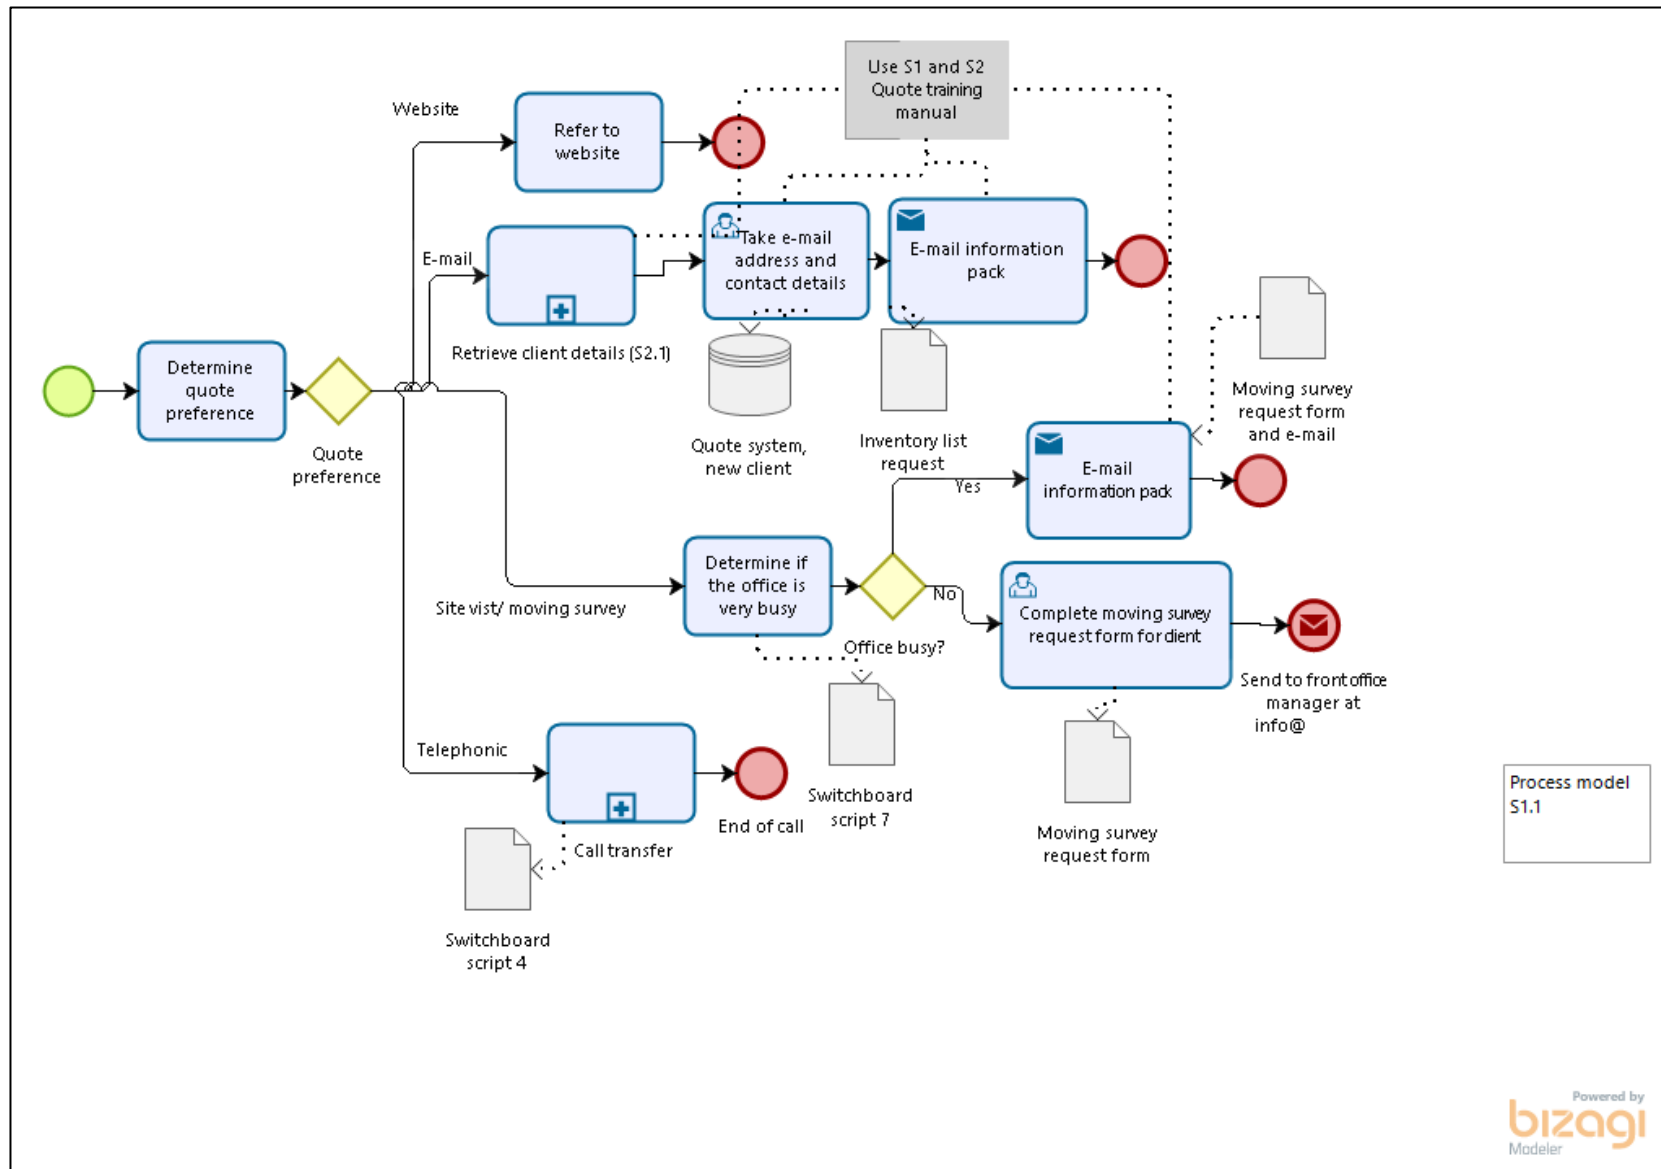 Use S1 and S2
Quote training
manual
Website
Refer to
website
E-mail
Take e-mail
address and
contact details
E-mail information
pack
Retrieve client details (S2.1)
Determine
quote
preference
Quote
preference
Quote system,
new client
Inventory list
request
Moving survey
request form
and e-mail
Yes
E-mail
information pack
Determine if
the office is
very busy
Site vist/ moving survey
Office busy?
No
Complete moving survey
request form for client
Send to front office
manager at
info@
Telephonic
Call transfer
End of call
Switchboard
script 7
Moving survey
request form
Switchboard
script 4
Process model
S1.1
Powered by
bizagi
Modeler